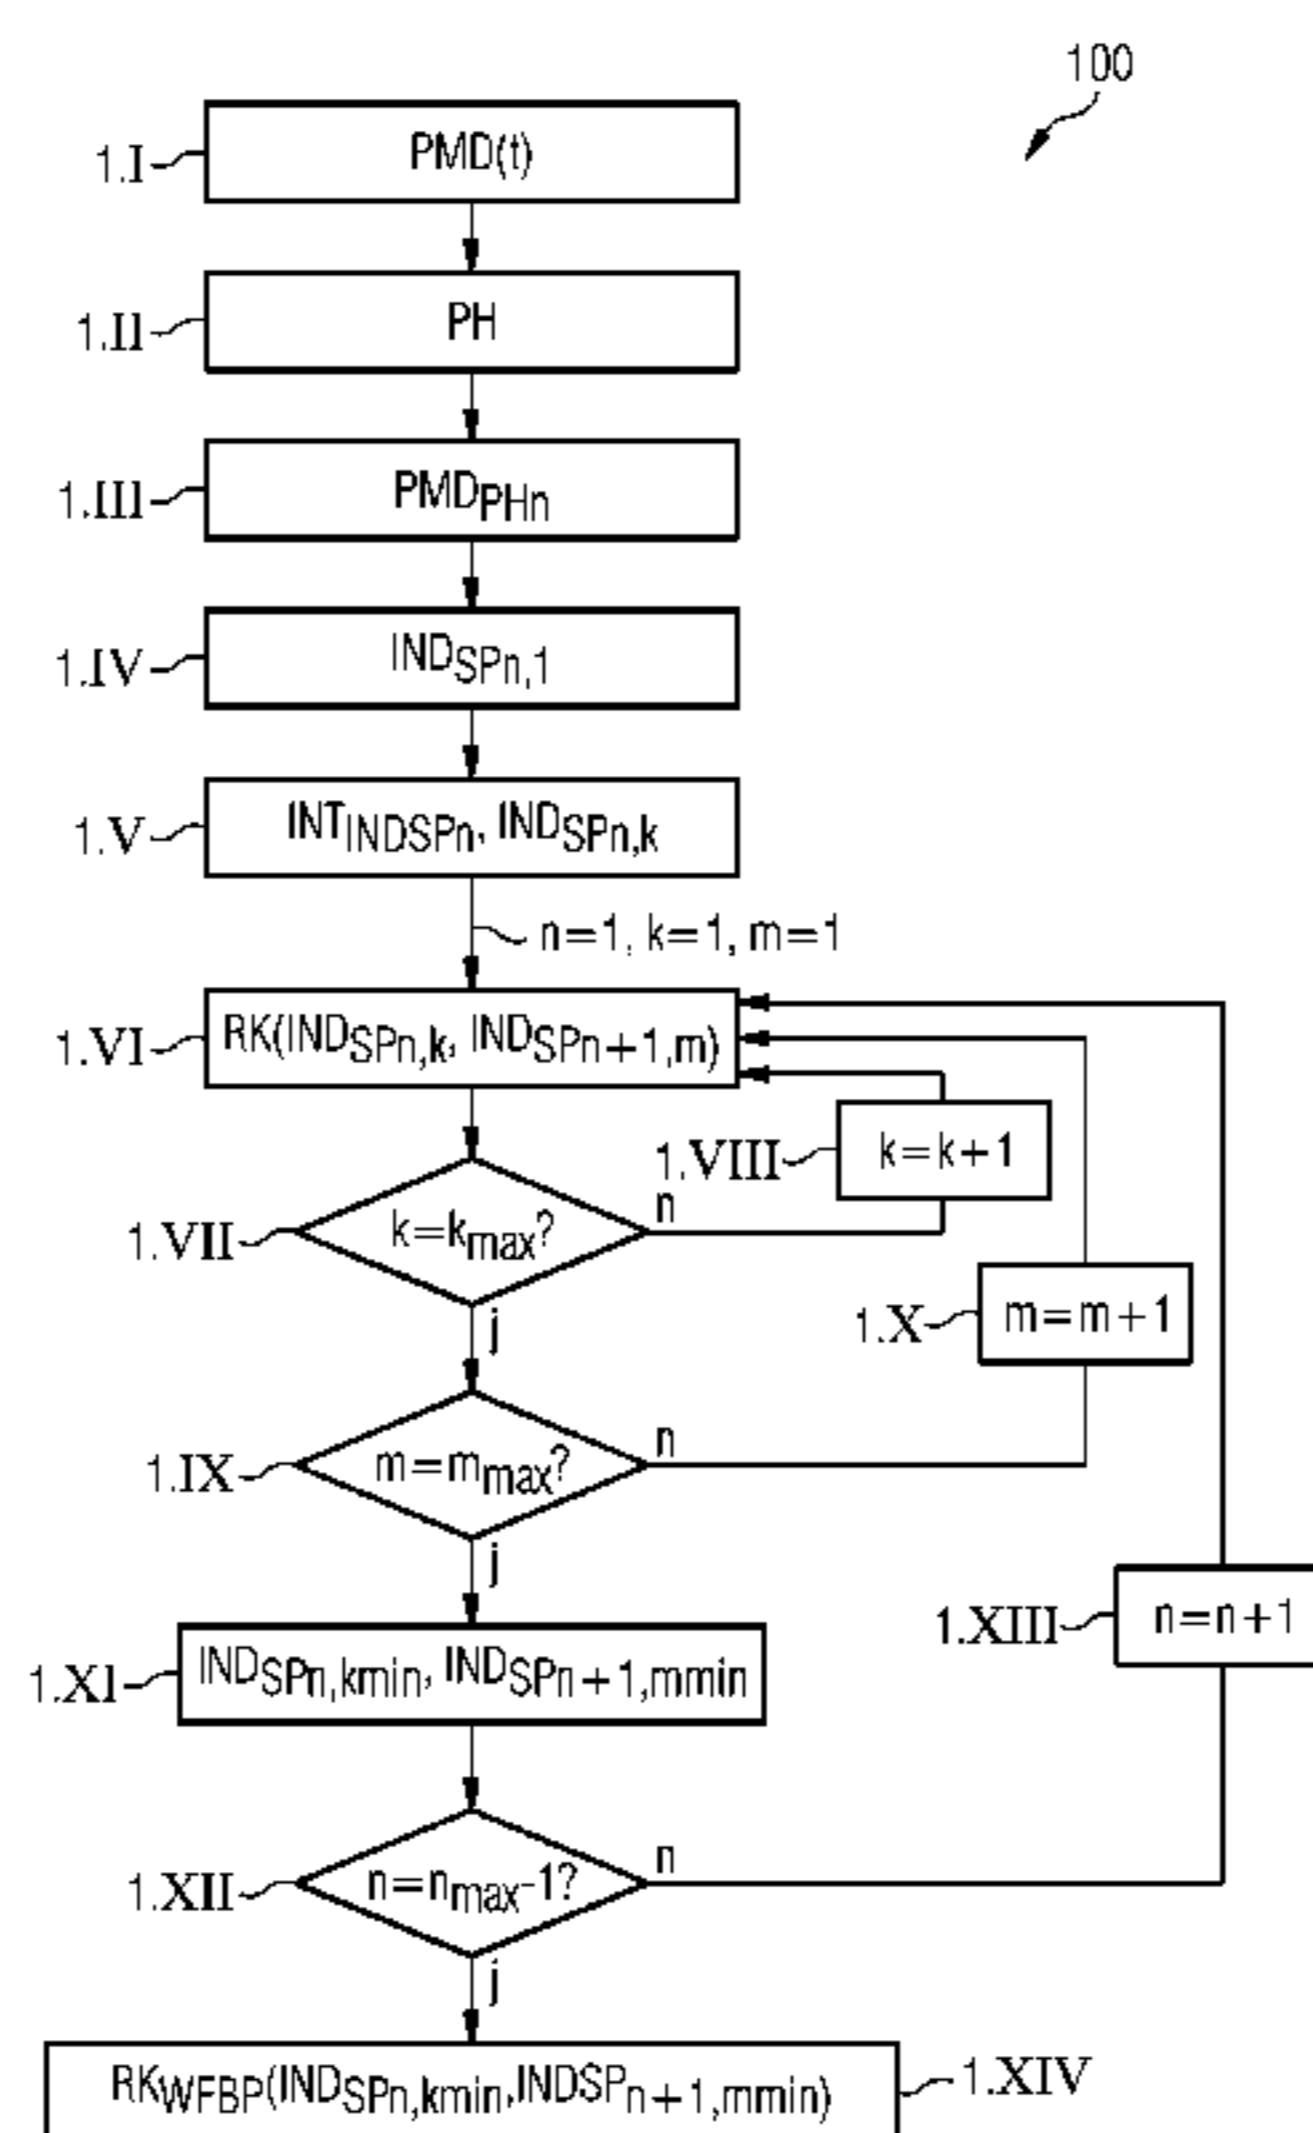 100
1.I
PMD(t)
1.II
PH
1.III
PMDPHn
1.IV
INDSPn,1
1.V
INTINDSPn, INDSPn,k
n=1, k=1, m=1
1.VI
RK(INDSPn,k, INDSPn+1,m)
1.VIII
k=k+1
n
1.VII
k=kmax?
j
1.X
m=m+1
n
1.IX
m=mmax?
j
1.XIII
n=n+1
1.XI
INDSPn,kmin, INDSPn+1,mmin
n
1.XII
n=nmax-1?
j
RKWFBP(INDSPn,kmin,INDSPn+1,mmin)
1.XIV